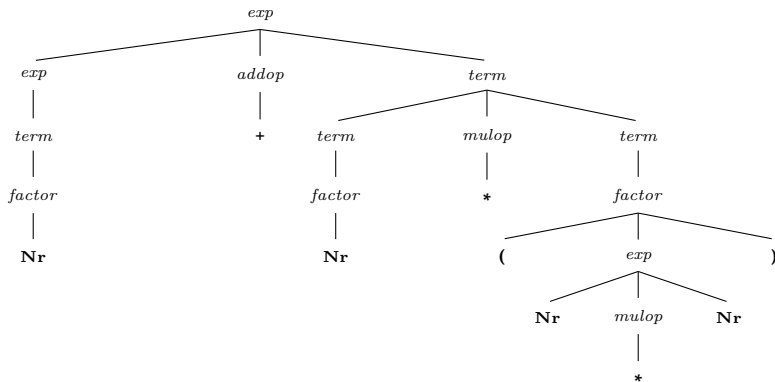 exp
exp addop term
term + term mulop term
factor factor * factor
Nr Nr ( exp )
Nr mulop Nr
*